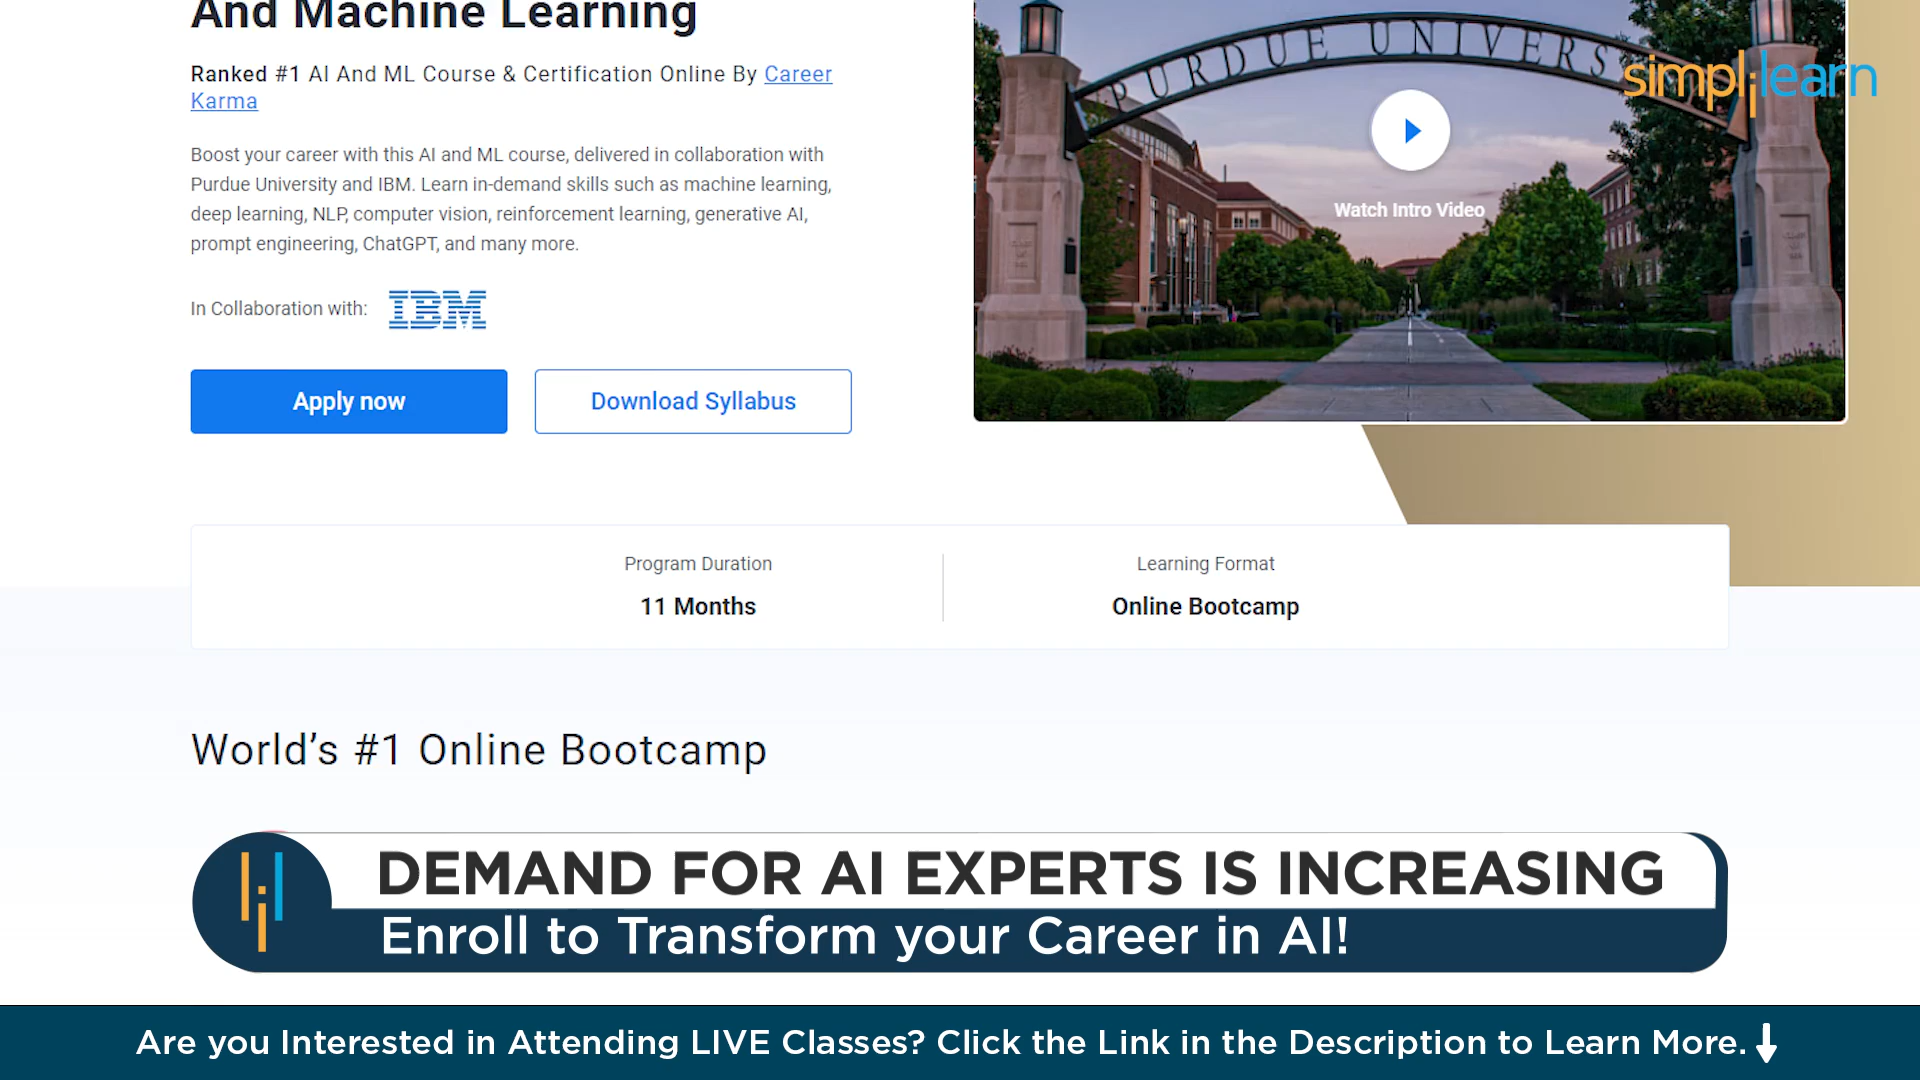 And Machine Learning
Ranked #1 AI And ML Course & Certification Online By Career
Karma
Boost your career with this AI and ML course, delivered in collaboration with
Purdue University and IBM. Learn in-demand skills such as machine learning,
deep learning, NLP, computer vision, reinforcement learning, generative AI,
prompt engineering, ChatGPT, and many more.
In Collaboration with: IBM
Apply now
Download Syllabus
PURDUE UNIVERS
simplilearn
Watch Intro Video
Program Duration
11 Months
Learning Format
Online Bootcamp
World’s #1 Online Bootcamp
DEMAND FOR AI EXPERTS IS INCREASING
Enroll to Transform your Career in AI!
Are you Interested in Attending LIVE Classes? Click the Link in the Description to Learn More.